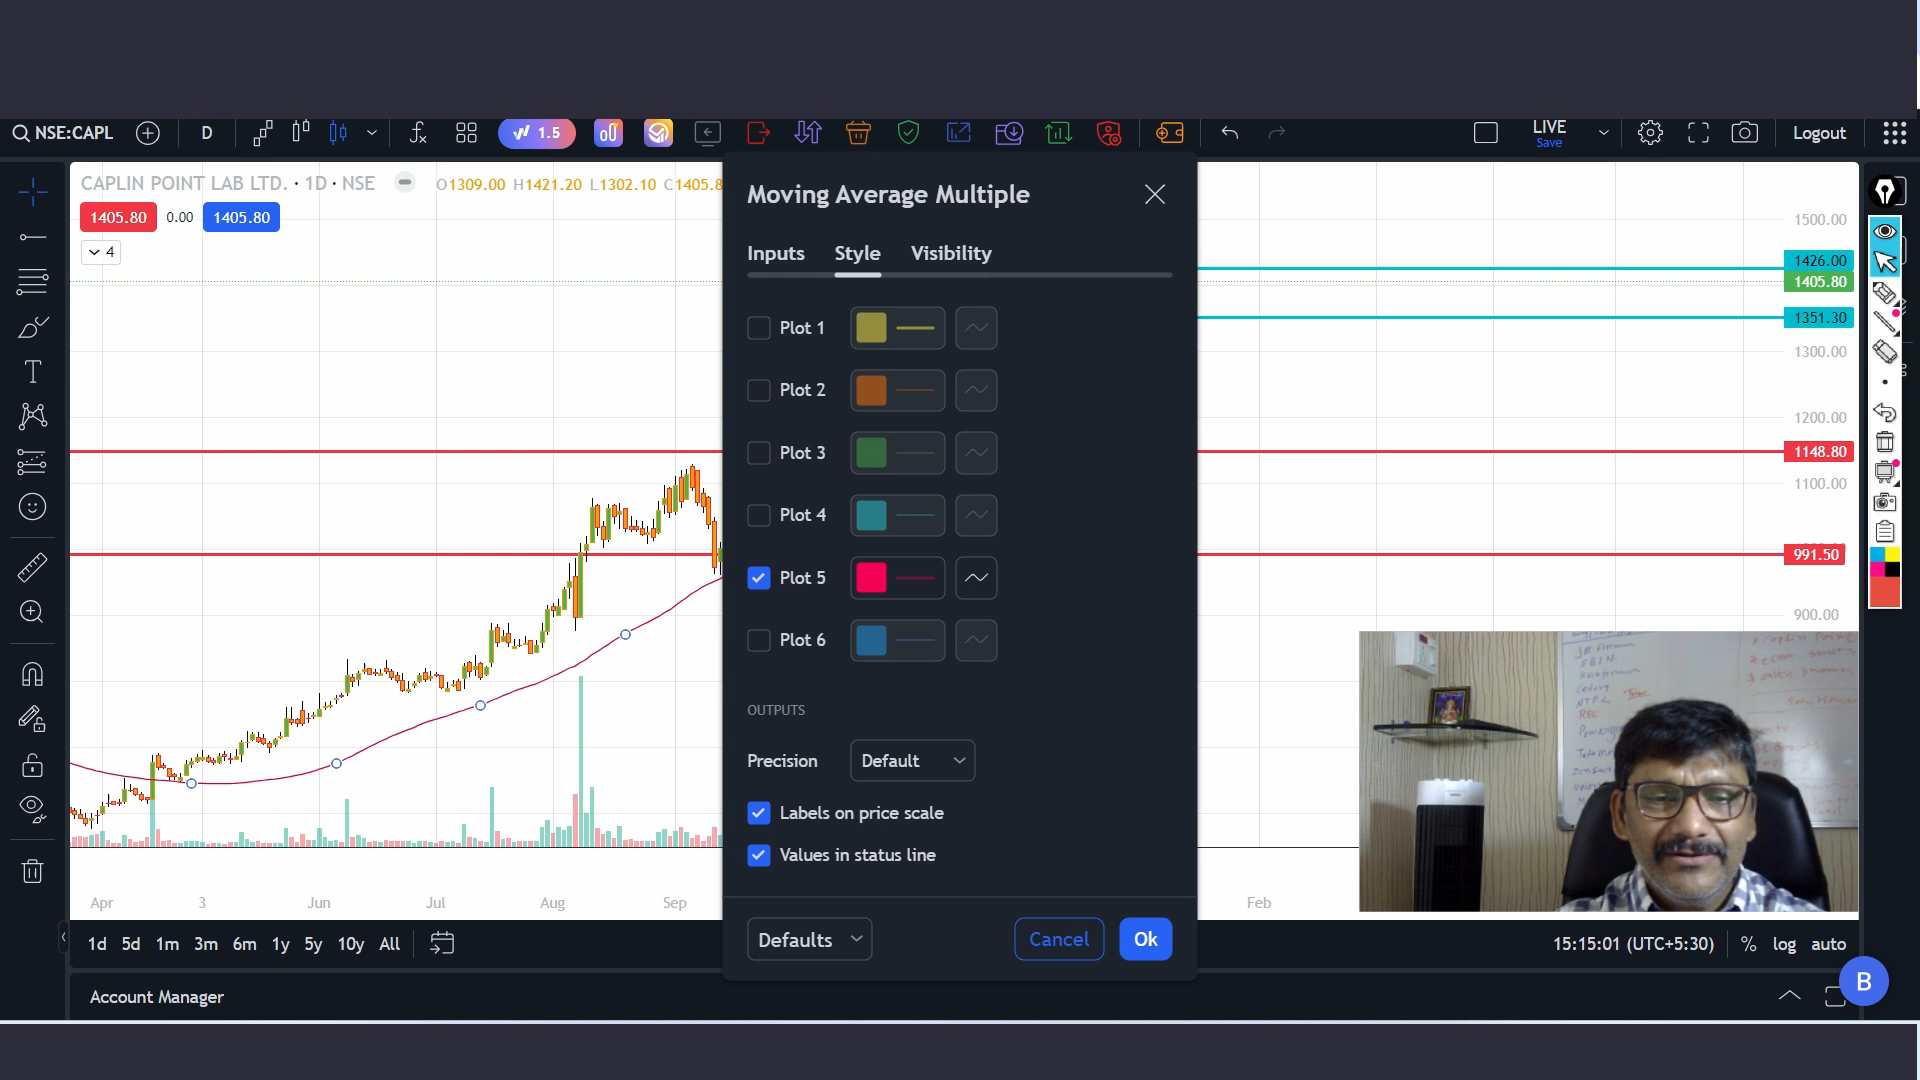 NSE:CAPL
D
1.5
LIVE
Save
Logout
CAPLIN POINT LAB LTD. · 1D · NSE
O1309.00 H1421.20 L1302.10 C1405.8
1405.80 0.00 1405.80
4
Moving Average Multiple
Inputs Style Visibility
Plot 1
Plot 2
Plot 3
Plot 4
Plot 5
Plot 6
OUTPUTS
Precision Default
Labels on price scale
Values in status line
Defaults Cancel Ok
1500.00
1426.00
1405.80
1351.30
1300.00
1200.00
1148.80
1100.00
991.50
900.00
SBIN
NTPC
REC
Apr 3 Jun Jul Aug Sep Feb
1d 5d 1m 3m 6m 1y 5y 10y All
15:15:01 (UTC+5:30) % log auto
Account Manager
B